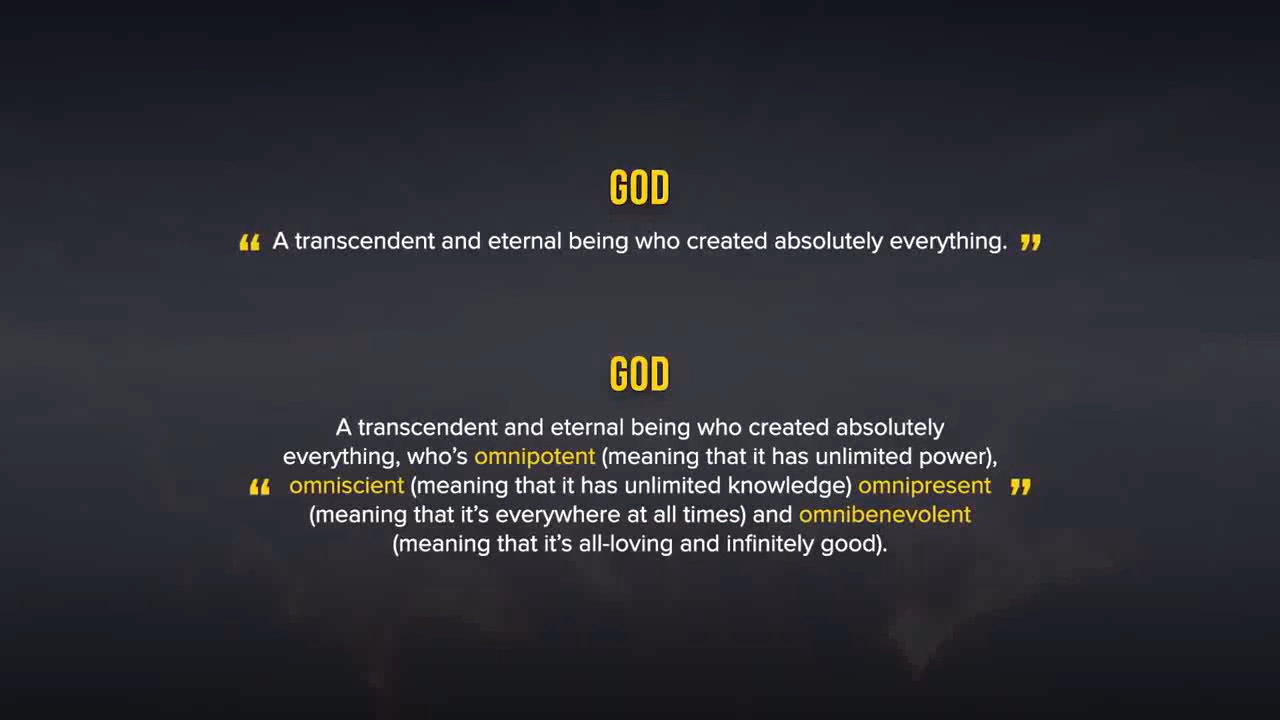 GOD
“ A transcendent and eternal being who created absolutely everything. ”
GOD
A transcendent and eternal being who created absolutely
everything, who’s omnipotent (meaning that it has unlimited power),
“ omniscient (meaning that it has unlimited knowledge) omnipresent ”
(meaning that it’s everywhere at all times) and omnibenevolent
(meaning that it’s all-loving and infinitely good).